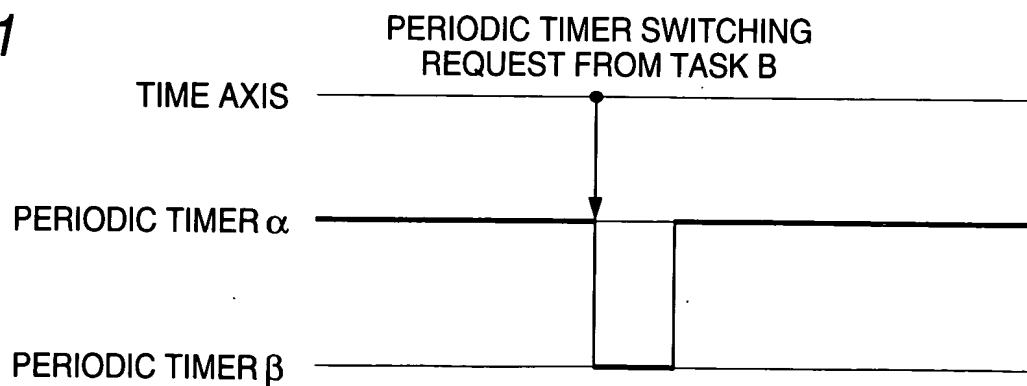 1
PERIODIC TIMER SWITCHING
REQUEST FROM TASK B
TIME AXIS
PERIODIC TIMER α
PERIODIC TIMER β